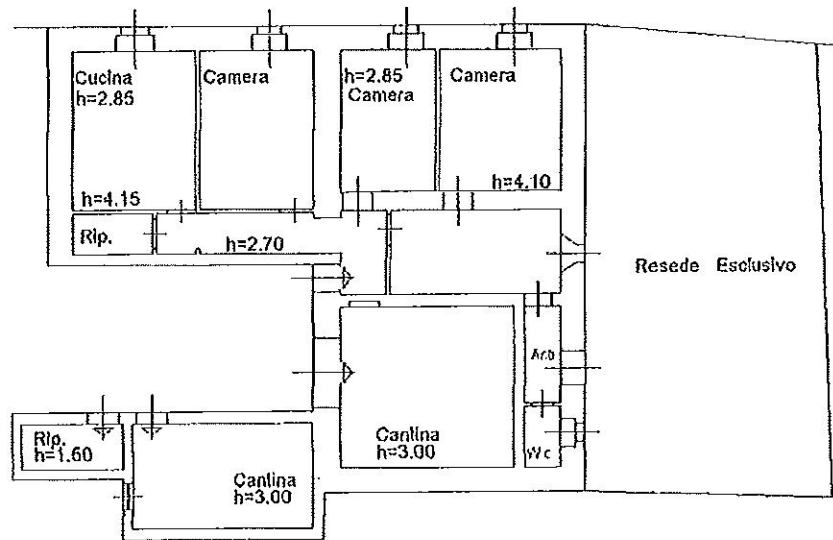 Cucina
h=2.85
Camera
h=2.85
Camera
Camera
h=4.15
h=4.10
Rip.
h=2.70
Resede Esclusivo
Ant.
Rip.
h=1.60
Cantina
h=3.00
Cantina
h=3.00
Wc